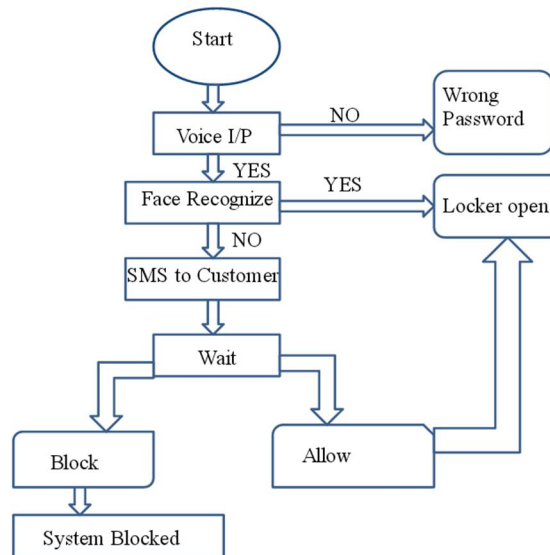 Start
Voice I/P
NO
Wrong
Password
YES
Face Recognize
YES
Locker open
NO
SMS to Customer
Wait
Block
Allow
System Blocked